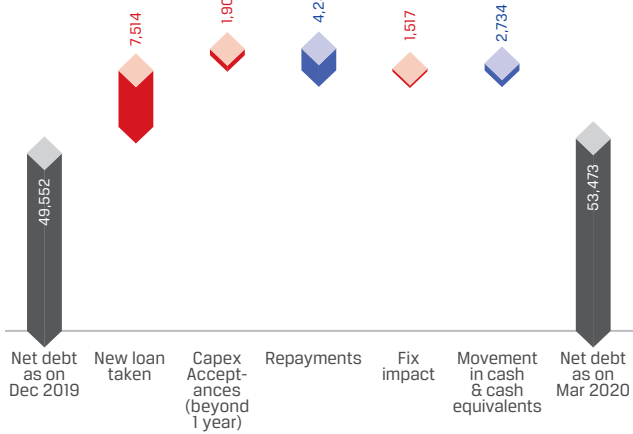 7,514
1,517
2,734
49,552
53,473
Net debt
as on
Dec 2019
New loan
taken
Capex
Accept-
ances
(beyond
1 year)
Repayments
Fix
impact
Movement
in cash
& cash
equivalents
Net debt
as on
Mar 2020